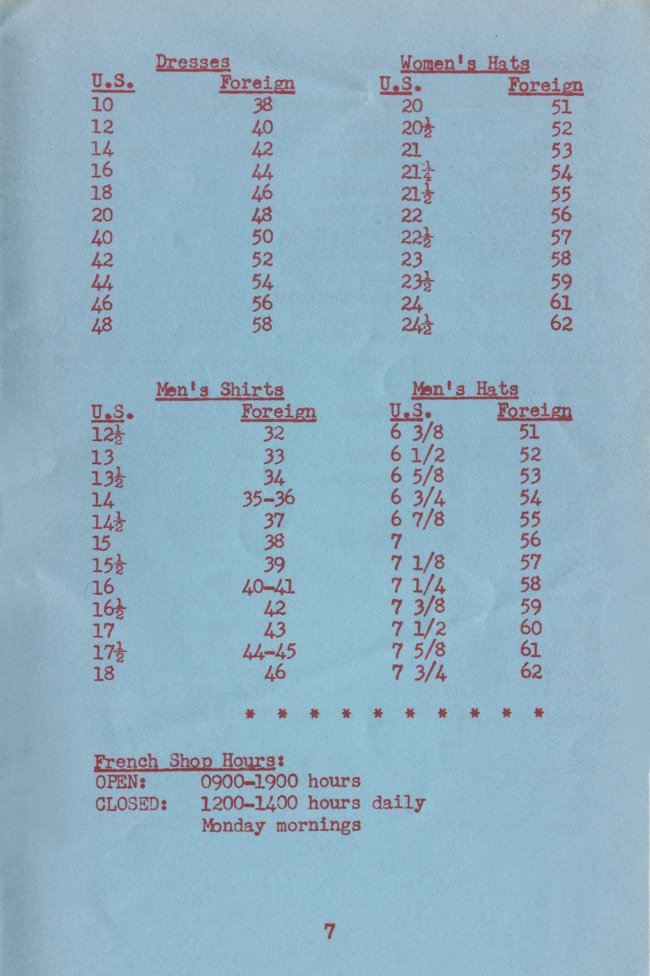 Dresses Women's Hats
U.S. Foreign U.S. Foreign
10 38 20 51
12 40 20½ 52
14 42 21 53
16 44 21¼ 54
18 46 21½ 55
20 48 22 56
40 50 22½ 57
42 52 23 58
44 54 23½ 59
46 56 24 61
48 58 24½ 62
Men's Shirts Men's Hats
U.S. Foreign U.S. Foreign
12½ 32 6 3/8 51
13 33 6 1/2 52
13½ 34 6 5/8 53
14 35-36 6 3/4 54
14½ 37 6 7/8 55
15 38 7 56
15½ 39 7 1/8 57
16 40-41 7 1/4 58
16½ 42 7 3/8 59
17 43 7 1/2 60
17½ 44-45 7 5/8 61
18 46 7 3/4 62
* * * * * * * * * *
French Shop Hours:
OPEN: 0900-1900 hours
CLOSED: 1200-1400 hours daily
Monday mornings
7